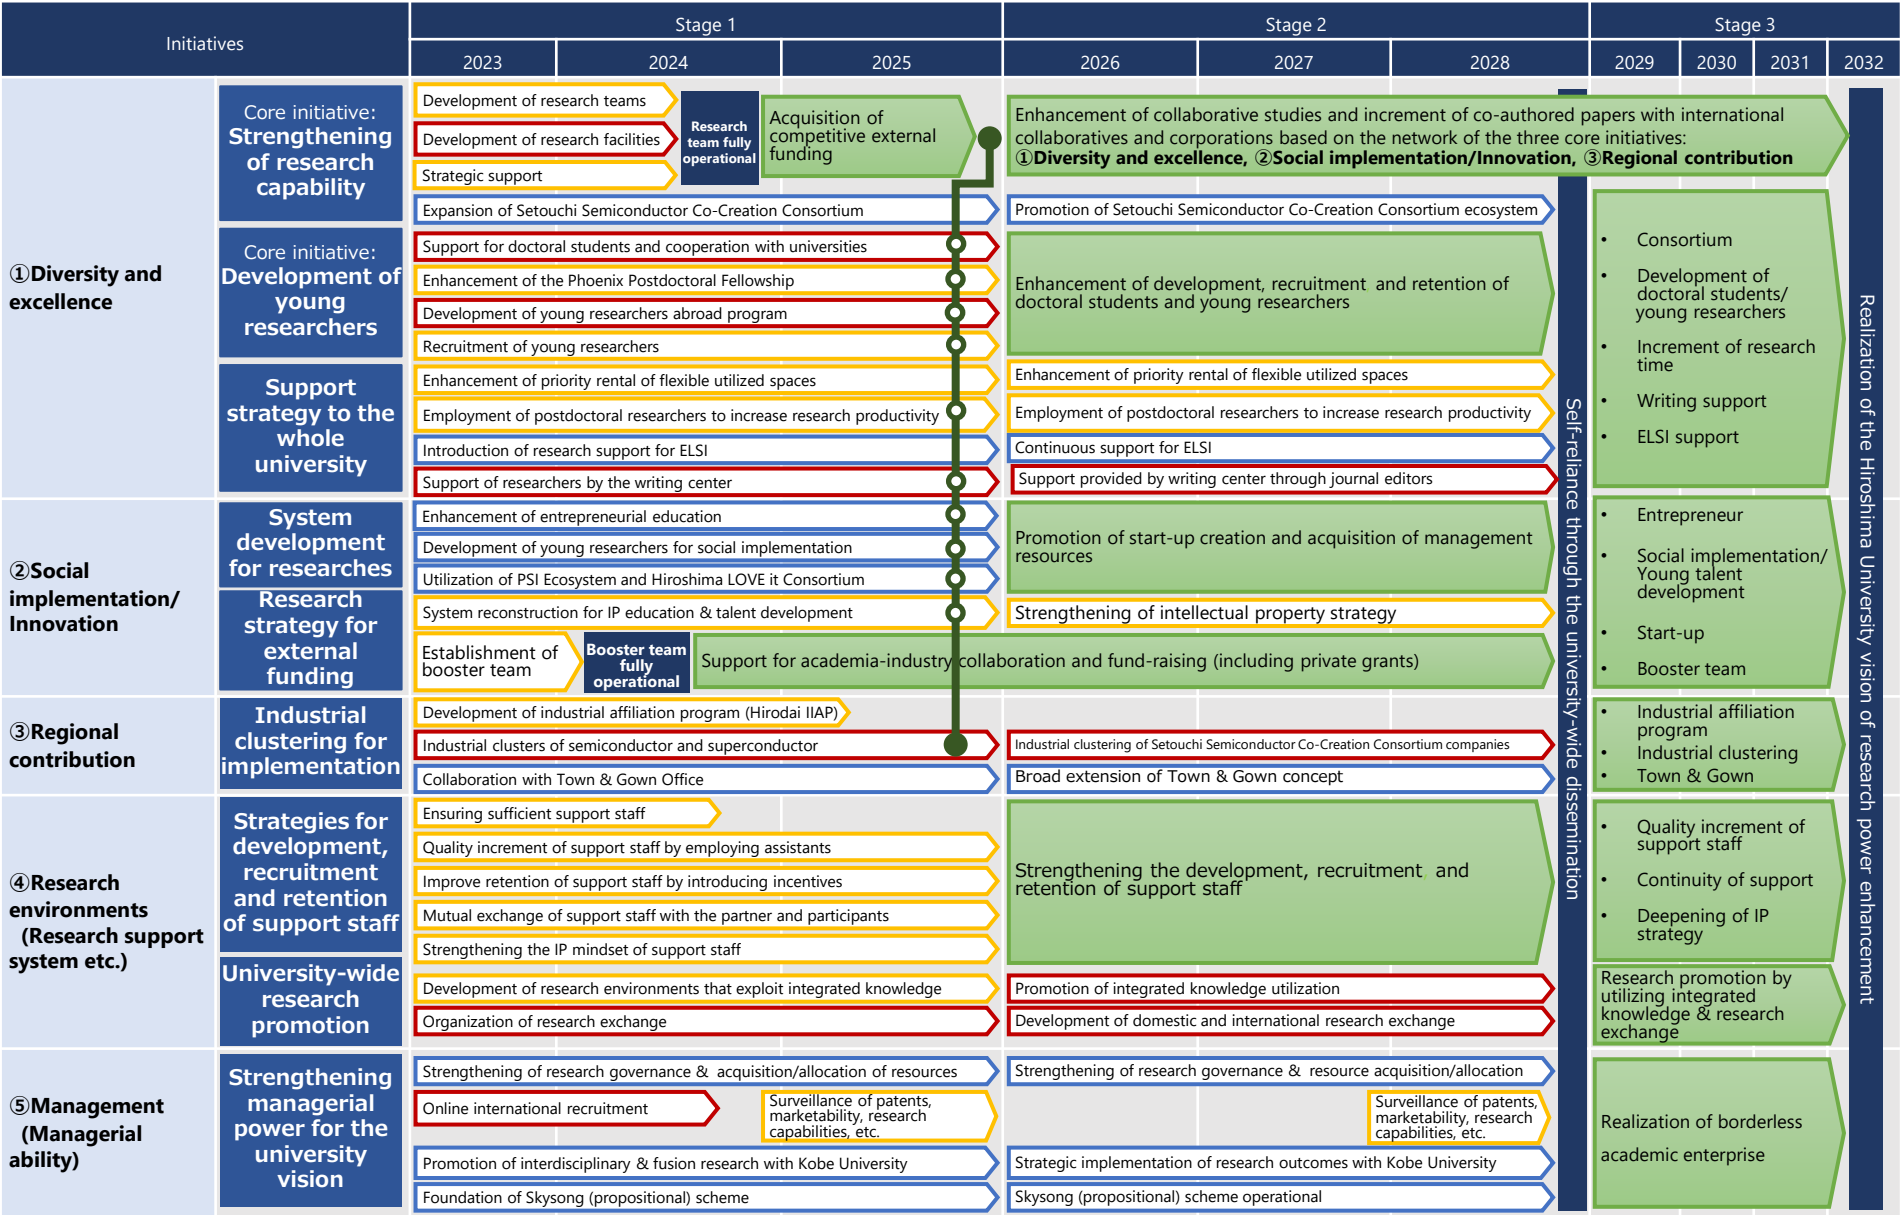 Initiatives
Stage 1
Stage 2
Stage 3
2023
2024
2025
2026
2027
2028
2029
2030
2031
2032
①Diversity and
excellence
Core initiative:
Strengthening
of research
capability
Development of research teams
Development of research facilities
Strategic support
Research
team fully
operational
Acquisition of
competitive external
funding
Enhancement of collaborative studies and increment of co-authored papers with international
collaboratives and corporations based on the network of the three core initiatives:
①Diversity and excellence, ②Social implementation/Innovation, ③Regional contribution
Expansion of Setouchi Semiconductor Co-Creation Consortium
Promotion of Setouchi Semiconductor Co-Creation Consortium ecosystem
Core initiative:
Development of
young
researchers
Support for doctoral students and cooperation with universities
Enhancement of the Phoenix Postdoctoral Fellowship
Development of young researchers abroad program
Recruitment of young researchers
Enhancement of development, recruitment and retention of
doctoral students and young researchers
Support
strategy to the
whole
university
Enhancement of priority rental of flexible utilized spaces
Employment of postdoctoral researchers to increase research productivity
Introduction of research support for ELSI
Support of researchers by the writing center
Enhancement of priority rental of flexible utilized spaces
Employment of postdoctoral researchers to increase research productivity
Continuous support for ELSI
Support provided by writing center through journal editors
• Consortium
• Development of
doctoral students/
young researchers
• Increment of research
time
• Writing support
• ELSI support
②Social
implementation/
Innovation
System
development
for researches
Enhancement of entrepreneurial education
Development of young researchers for social implementation
Utilization of PSI Ecosystem and Hiroshima LOVE it Consortium
Promotion of start-up creation and acquisition of management
resources
Research
strategy for
external
funding
System reconstruction for IP education & talent development
Strengthening of intellectual property strategy
Establishment of
booster team
Booster team
fully
operational
Support for academia-industry collaboration and fund-raising (including private grants)
• Entrepreneur
• Social implementation/
Young talent
development
• Start-up
• Booster team
③Regional
contribution
Industrial
clustering for
implementation
Development of industrial affiliation program (Hirodai IIAP)
Industrial clusters of semiconductor and superconductor
Collaboration with Town & Gown Office
Industrial clustering of Setouchi Semiconductor Co-Creation Consortium companies
Broad extension of Town & Gown concept
• Industrial affiliation
program
• Industrial clustering
• Town & Gown
④Research
environments
(Research support
system etc.)
Strategies for
development,
recruitment
and retention
of support staff
Ensuring sufficient support staff
Quality increment of support staff by employing assistants
Improve retention of support staff by introducing incentives
Mutual exchange of support staff with the partner and participants
Strengthening the IP mindset of support staff
Strengthening the development, recruitment and
retention of support staff
• Quality increment of
support staff
• Continuity of support
• Deepening of IP
strategy
University-wide
research
promotion
Development of research environments that exploit integrated knowledge
Organization of research exchange
Promotion of integrated knowledge utilization
Development of domestic and international research exchange
Research promotion by
utilizing integrated
knowledge & research
exchange
⑤Management
(Managerial
ability)
Strengthening
managerial
power for the
university
vision
Strengthening of research governance & acquisition/allocation of resources
Online international recruitment
Surveillance of patents,
marketability, research
capabilities, etc.
Promotion of interdisciplinary & fusion research with Kobe University
Foundation of Skysong (propositional) scheme
Strengthening of research governance & resource acquisition/allocation
Surveillance of patents,
marketability, research
capabilities, etc.
Strategic implementation of research outcomes with Kobe University
Skysong (propositional) scheme operational
Realization of borderless
academic enterprise
Self-reliance through the university-wide dissemination
Realization of the Hiroshima University vision of research power enhancement